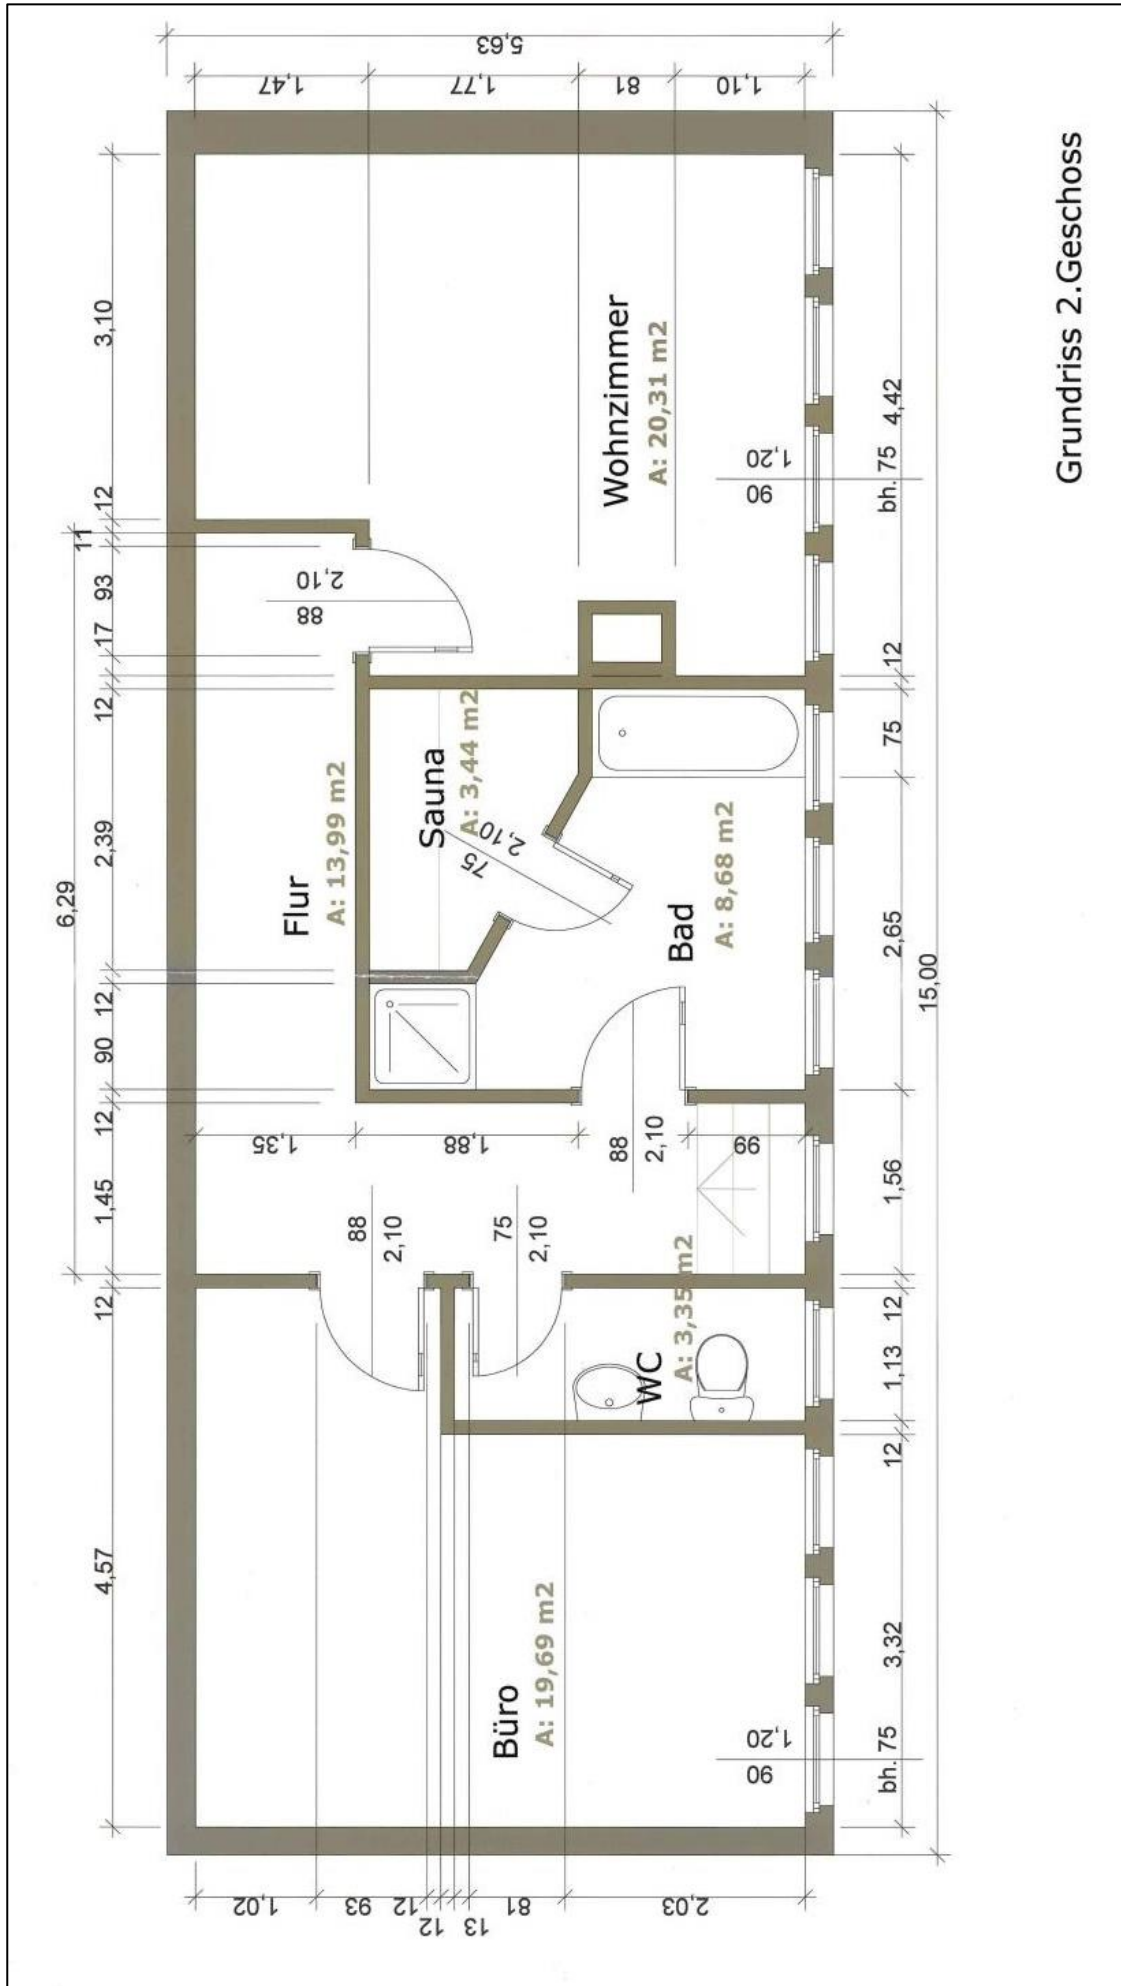 6,29
11
4,57 12 1,45 12 90 12 2,39 12 17 93 12 3,10
1,02
93
12
12
13
81
2,03
1,47
1,77
81
1,10
5,63
Flur
A: 13,99 m2
88
2,10
88
2,10
75
2,10
1,35
1,88
99
88
2,10
Sauna
A: 3,44 m2
75
2,10
Büro
A: 19,69 m2
WC
A: 3,35 m2
Bad
A: 8,68 m2
Wohnzimmer
A: 20,31 m2
90
1,20
90
1,20
bh. 75 3,32 12 1,13 12 1,56 2,65 75 12 bh. 75 4,42
15,00
Grundriss 2.Geschoss